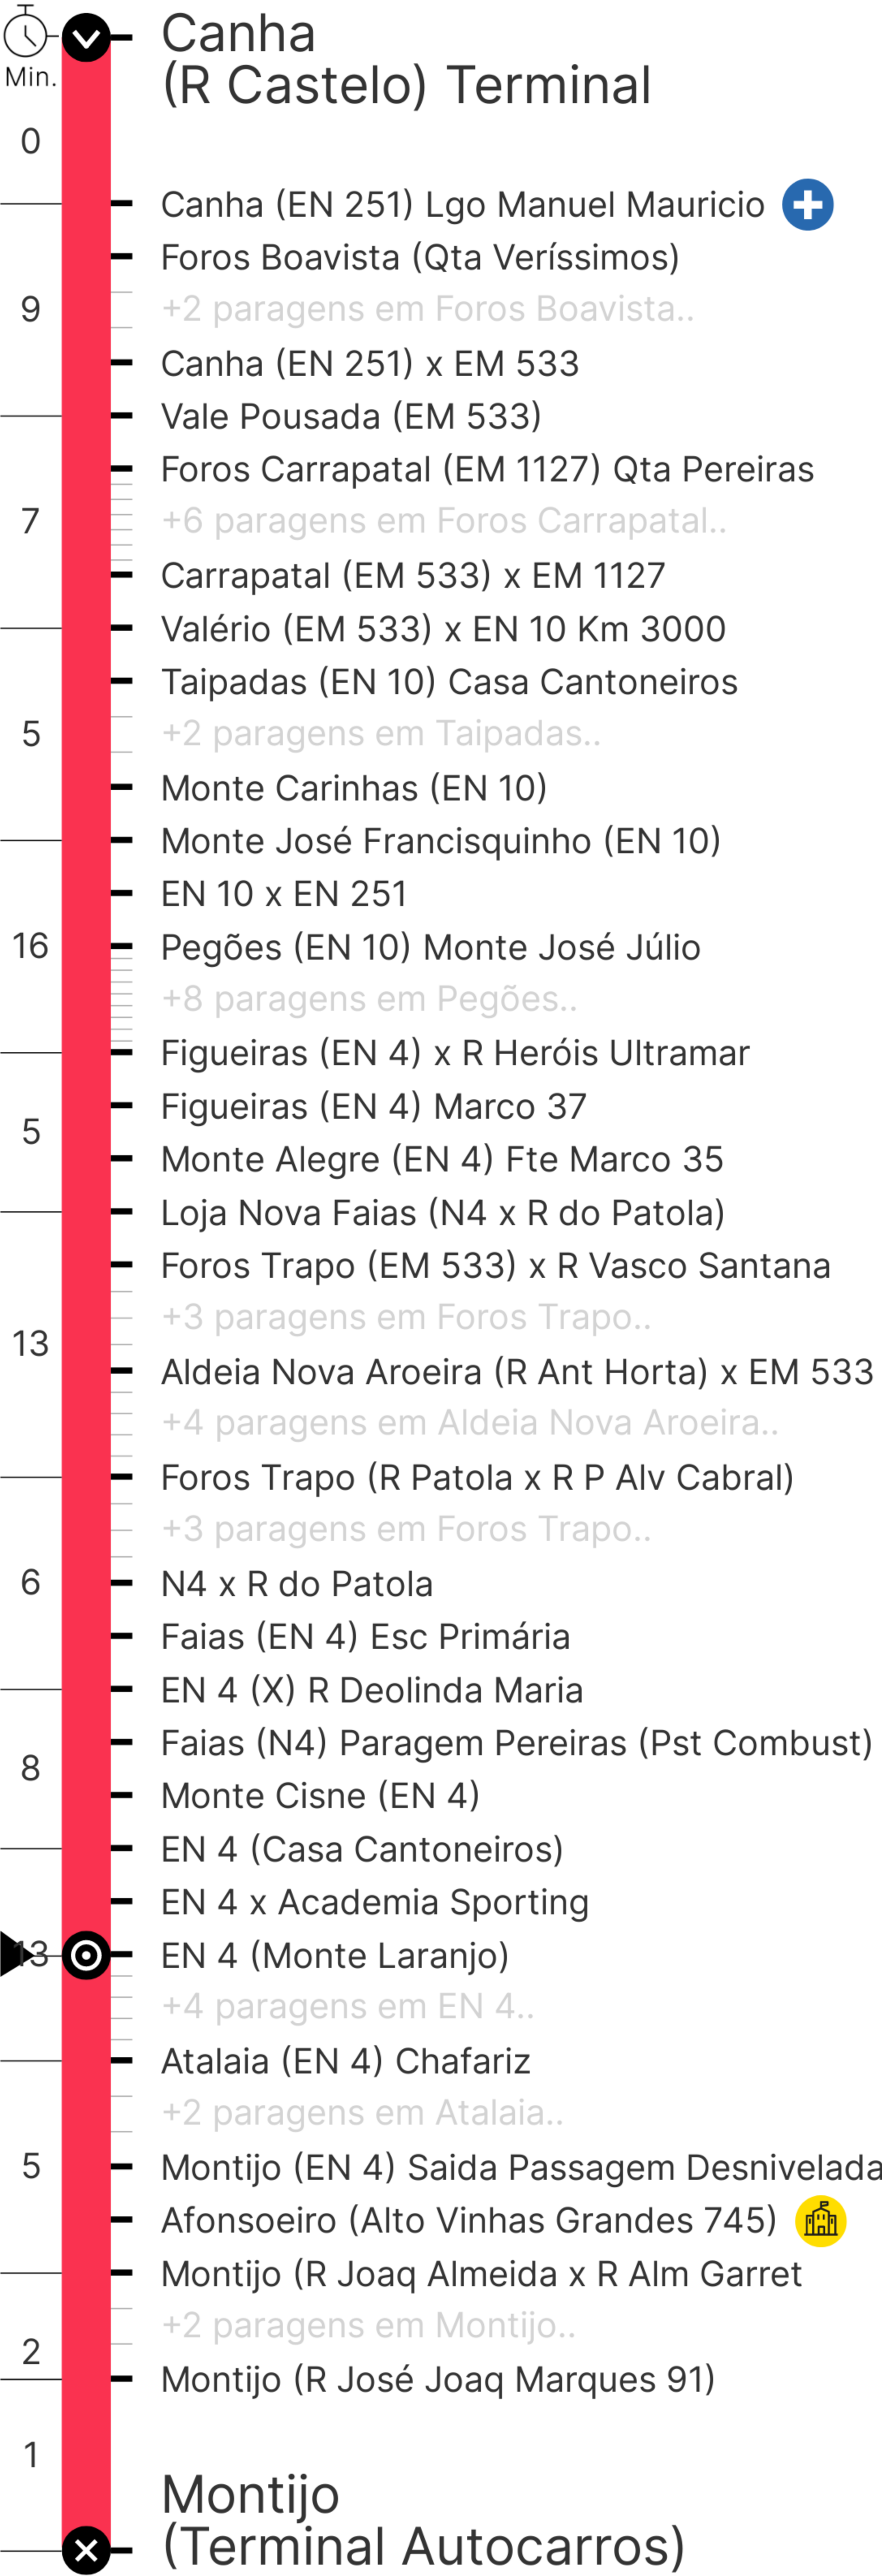 Canha
(R Castelo) Terminal
Min.
0
Canha (EN 251) Lgo Manuel Mauricio
Foros Boavista (Qta Veríssimos)
9
+2 paragens em Foros Boavista..
Canha (EN 251) x EM 533
Vale Pousada (EM 533)
Foros Carrapatal (EM 1127) Qta Pereiras
7
+6 paragens em Foros Carrapatal..
Carrapatal (EM 533) x EM 1127
Valério (EM 533) x EN 10 Km 3000
Taipadas (EN 10) Casa Cantoneiros
5
+2 paragens em Taipadas..
Monte Carinhas (EN 10)
Monte José Francisquinho (EN 10)
EN 10 x EN 251
16
Pegões (EN 10) Monte José Júlio
+8 paragens em Pegões..
Figueiras (EN 4) x R Heróis Ultramar
Figueiras (EN 4) Marco 37
5
Monte Alegre (EN 4) Fte Marco 35
Loja Nova Faias (N4 x R do Patola)
Foros Trapo (EM 533) x R Vasco Santana
+3 paragens em Foros Trapo..
13
Aldeia Nova Aroeira (R Ant Horta) x EM 533
+4 paragens em Aldeia Nova Aroeira..
Foros Trapo (R Patola x R P Alv Cabral)
+3 paragens em Foros Trapo..
6
N4 x R do Patola
Faias (EN 4) Esc Primária
EN 4 (X) R Deolinda Maria
Faias (N4) Paragem Pereiras (Pst Combust)
8
Monte Cisne (EN 4)
EN 4 (Casa Cantoneiros)
EN 4 x Academia Sporting
13
EN 4 (Monte Laranjo)
+4 paragens em EN 4..
Atalaia (EN 4) Chafariz
+2 paragens em Atalaia..
5
Montijo (EN 4) Saida Passagem Desnivelada
Afonsoeiro (Alto Vinhas Grandes 745)
Montijo (R Joaq Almeida x R Alm Garret
+2 paragens em Montijo..
2
Montijo (R José Joaq Marques 91)
1
Montijo
(Terminal Autocarros)